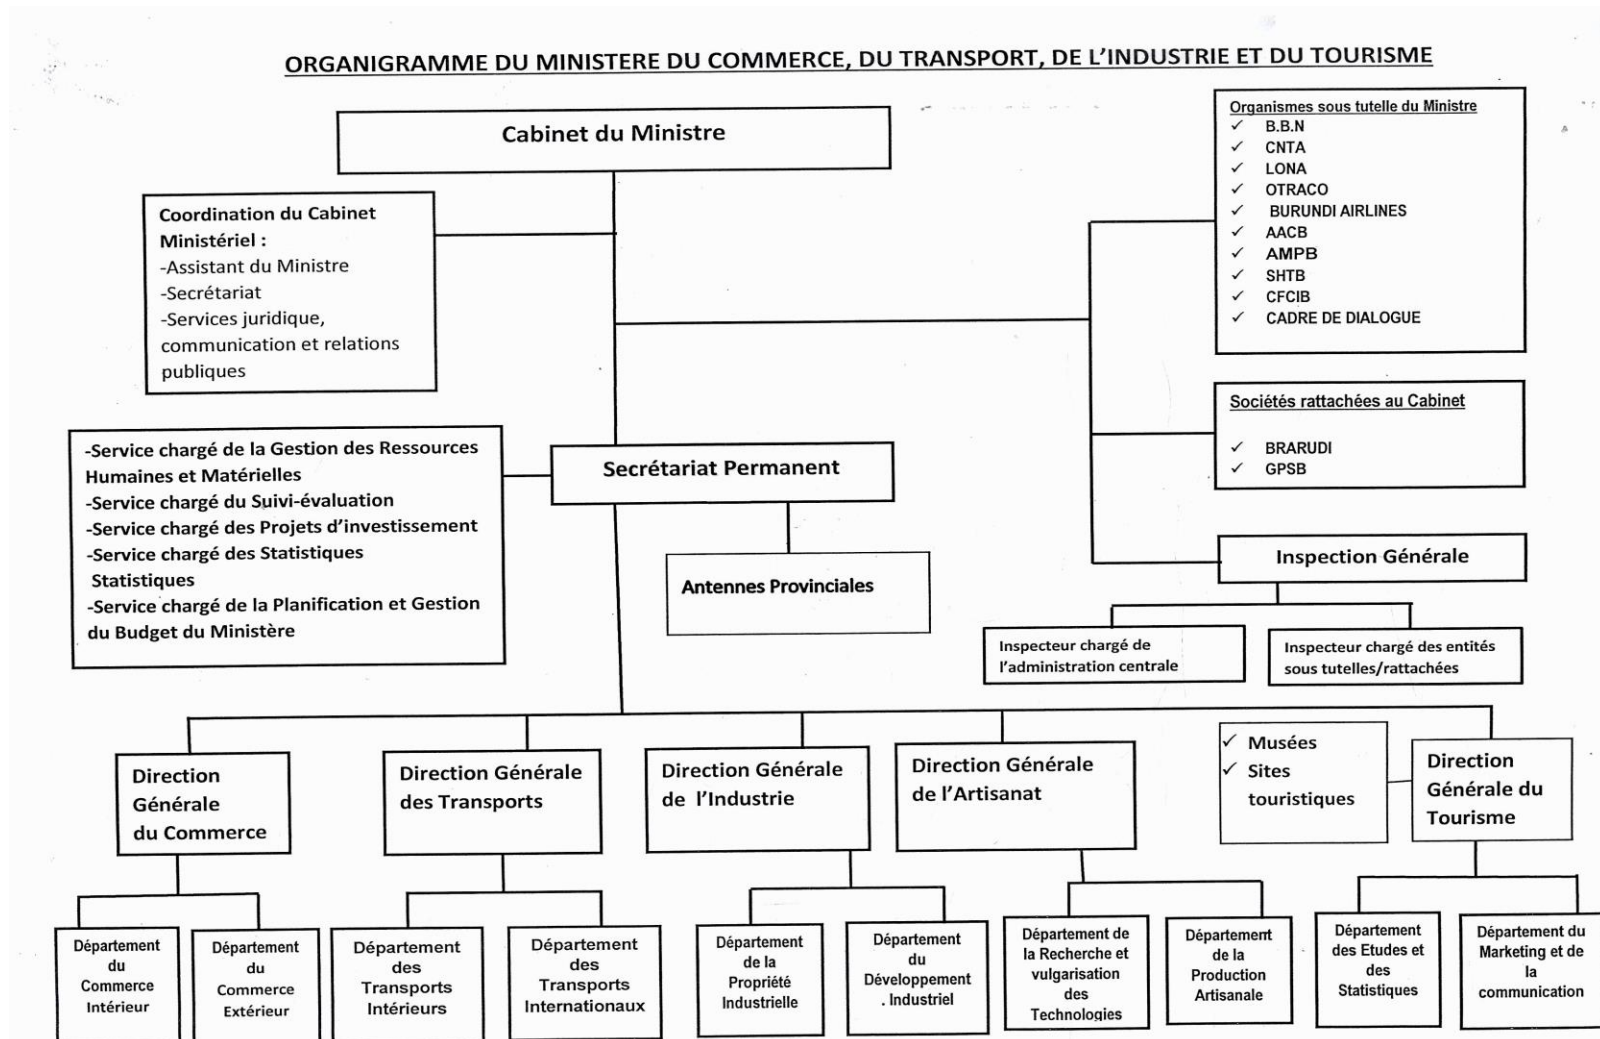 ORGANIGRAMME DU MINISTERE DU COMMERCE, DU TRANSPORT, DE L'INDUSTRIE ET DU TOURISME
Cabinet du Ministre
Organismes sous tutelle du Ministre
✓ B.B.N
✓ CNTA
✓ LONA
✓ OTRACO
✓ BURUNDI AIRLINES
✓ AACB
✓ AMPB
✓ SHTB
✓ CFCIB
✓ CADRE DE DIALOGUE
Coordination du Cabinet
Ministériel :
-Assistant du Ministre
-Secrétariat
-Services juridique,
communication et relations
publiques
Sociétés rattachées au Cabinet
✓ BRARUDI
✓ GPSB
-Service chargé de la Gestion des Ressources
Humaines et Matérielles
-Service chargé du Suivi-évaluation
-Service chargé des Projets d'investissement
-Service chargé des Statistiques
Statistiques
-Service chargé de la Planification et Gestion
du Budget du Ministère
Secrétariat Permanent
Antennes Provinciales
Inspection Générale
Inspecteur chargé de
l'administration centrale
Inspecteur chargé des entités
sous tutelles/rattachées
Direction
Générale
du Commerce
Direction Générale
des Transports
Direction Générale
de l'Industrie
Direction Générale
de l'Artisanat
✓ Musées
✓ Sites
touristiques
Direction
Générale du
Tourisme
Département
du
Commerce
Intérieur
Département
du
Commerce
Extérieur
Département
des
Transports
Intérieurs
Département
des
Transports
Internationaux
Département
de la
Propriété
Industrielle
Département
du
Développement
. Industriel
Département de
la Recherche et
vulgarisation
des
Technologies
Département
de la
Production
Artisanale
Département
des Etudes et
des
Statistiques
Département du
Marketing et de
la
communication